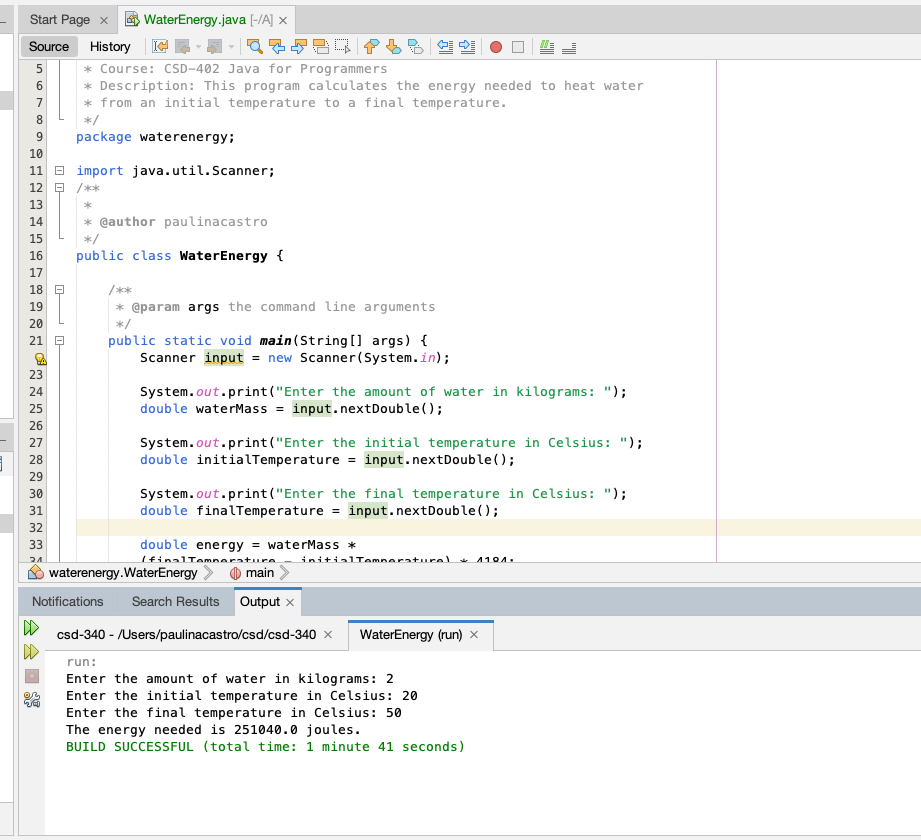 Start Page
WaterEnergy.java [-/A]
Source History
5 * Course: CSD-402 Java for Programmers
6 * Description: This program calculates the energy needed to heat water
7 * from an initial temperature to a final temperature.
8 */
9 package waterenergy;
10
11 import java.util.Scanner;
12 /**
13 *
14 * @author paulinacastro
15 */
16 public class WaterEnergy {
17
18 /**
19 * @param args the command line arguments
20 */
21 public static void main(String[] args) {
Scanner input = new Scanner(System.in);
23
24 System.out.print("Enter the amount of water in kilograms: ");
25 double waterMass = input.nextDouble();
26
27 System.out.print("Enter the initial temperature in Celsius: ");
28 double initialTemperature = input.nextDouble();
29
30 System.out.print("Enter the final temperature in Celsius: ");
31 double finalTemperature = input.nextDouble();
32
33 double energy = waterMass *
34 (finalTemperature - initialTemperature) * 4184;
waterenergy.WaterEnergy main
Notifications Search Results Output
csd-340 - /Users/paulinacastro/csd/csd-340 WaterEnergy (run)
run:
Enter the amount of water in kilograms: 2
Enter the initial temperature in Celsius: 20
Enter the final temperature in Celsius: 50
The energy needed is 251040.0 joules.
BUILD SUCCESSFUL (total time: 1 minute 41 seconds)